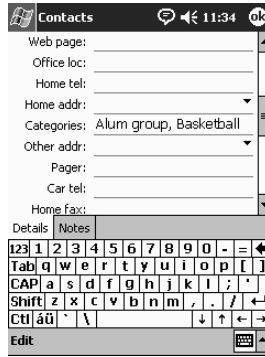 Contacts 11:34 ok
Web page:
Office loc:
Home tel:
Home addr:
Categories: Alum group, Basketball
Other addr:
Pager:
Car tel:
Home fax:
Details Notes
123 1 2 3 4 5 6 7 8 9 0 - =
Tab q w e r t y u i o p [ ]
CAP a s d f g h j k l ; '
Shift z x c v b n m , . /
Ctl áü ` \
Edit